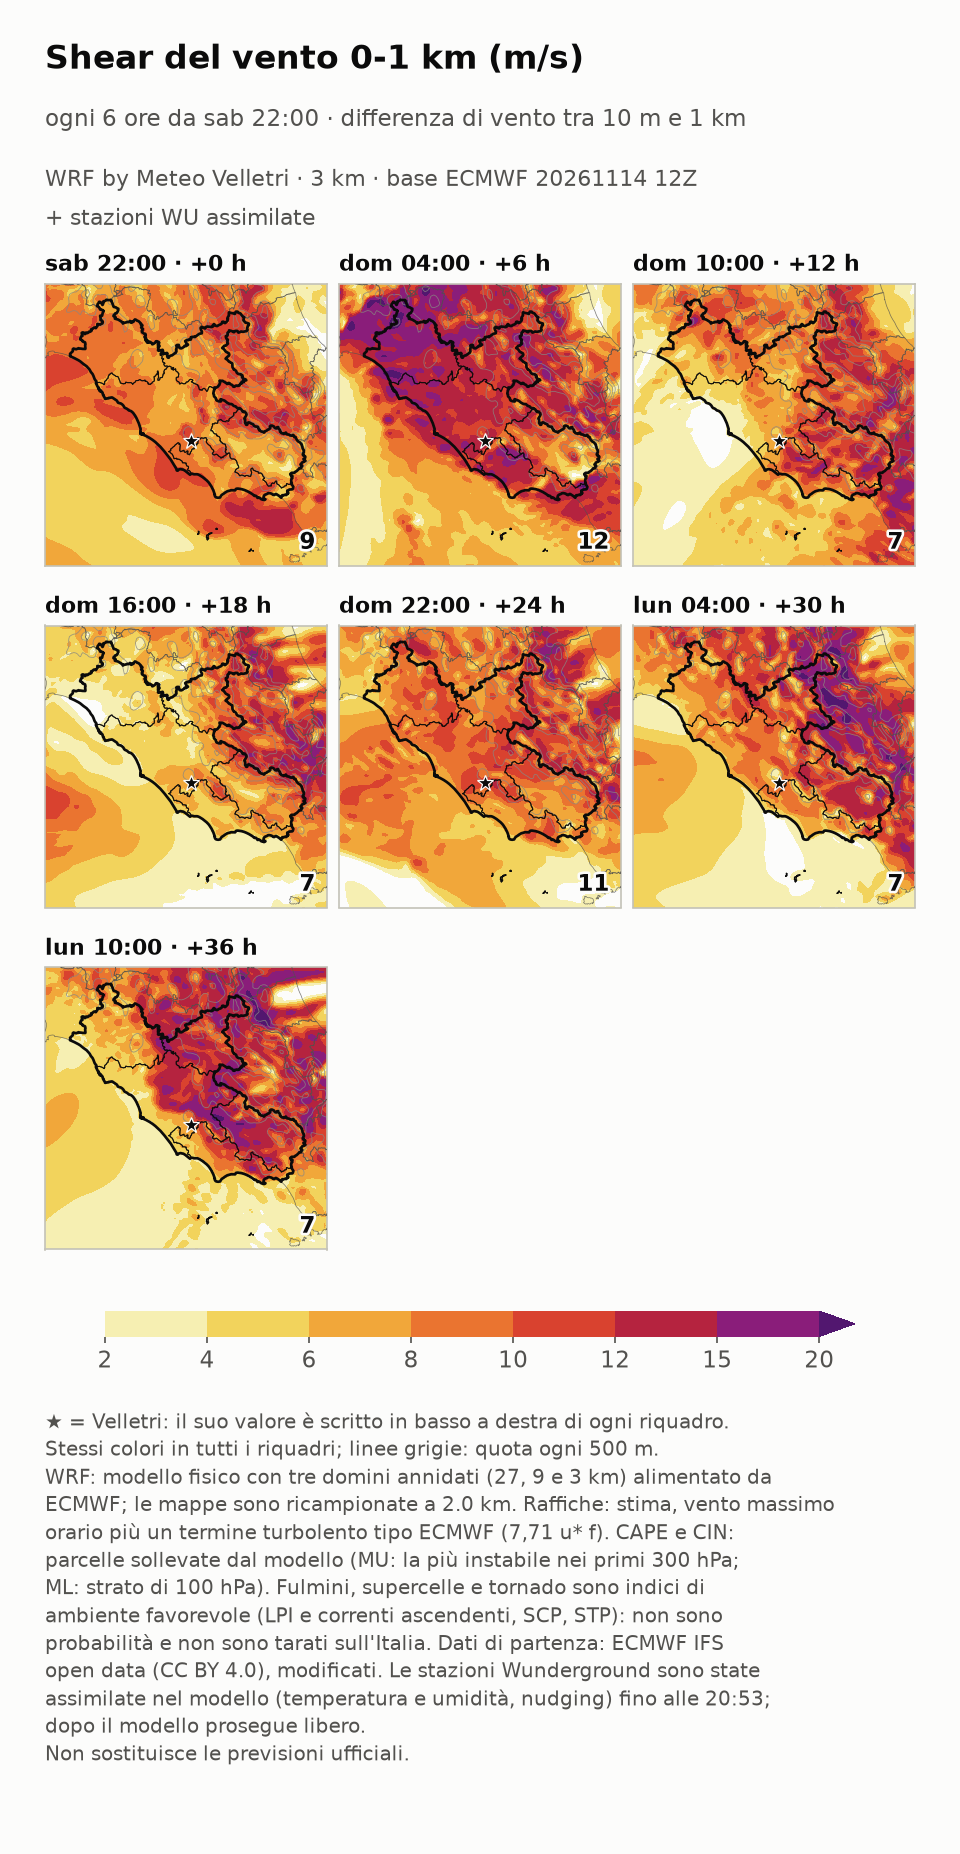 Shear del vento 0-1 km (m/s)
ogni 6 ore da sab 22:00 · differenza di vento tra 10 m e 1 km
WRF by Meteo Velletri · 3 km · base ECMWF 20261114 12Z
+ stazioni WU assimilate
sab 22:00 · +0 h
dom 04:00 · +6 h
dom 10:00 · +12 h
9
12
7
dom 16:00 · +18 h
dom 22:00 · +24 h
lun 04:00 · +30 h
7
11
7
lun 10:00 · +36 h
7
2 4 6 8 10 12 15 20
★ = Velletri: il suo valore è scritto in basso a destra di ogni riquadro.
Stessi colori in tutti i riquadri; linee grigie: quota ogni 500 m.
WRF: modello fisico con tre domini annidati (27, 9 e 3 km) alimentato da
ECMWF; le mappe sono ricampionate a 2.0 km. Raffiche: stima, vento massimo
orario più un termine turbolento tipo ECMWF (7,71 u* f). CAPE e CIN:
parcelle sollevate dal modello (MU: la più instabile nei primi 300 hPa;
ML: strato di 100 hPa). Fulmini, supercelle e tornado sono indici di
ambiente favorevole (LPI e correnti ascendenti, SCP, STP): non sono
probabilità e non sono tarati sull'Italia. Dati di partenza: ECMWF IFS
open data (CC BY 4.0), modificati. Le stazioni Wunderground sono state
assimilate nel modello (temperatura e umidità, nudging) fino alle 20:53;
dopo il modello prosegue libero.
Non sostituisce le previsioni ufficiali.